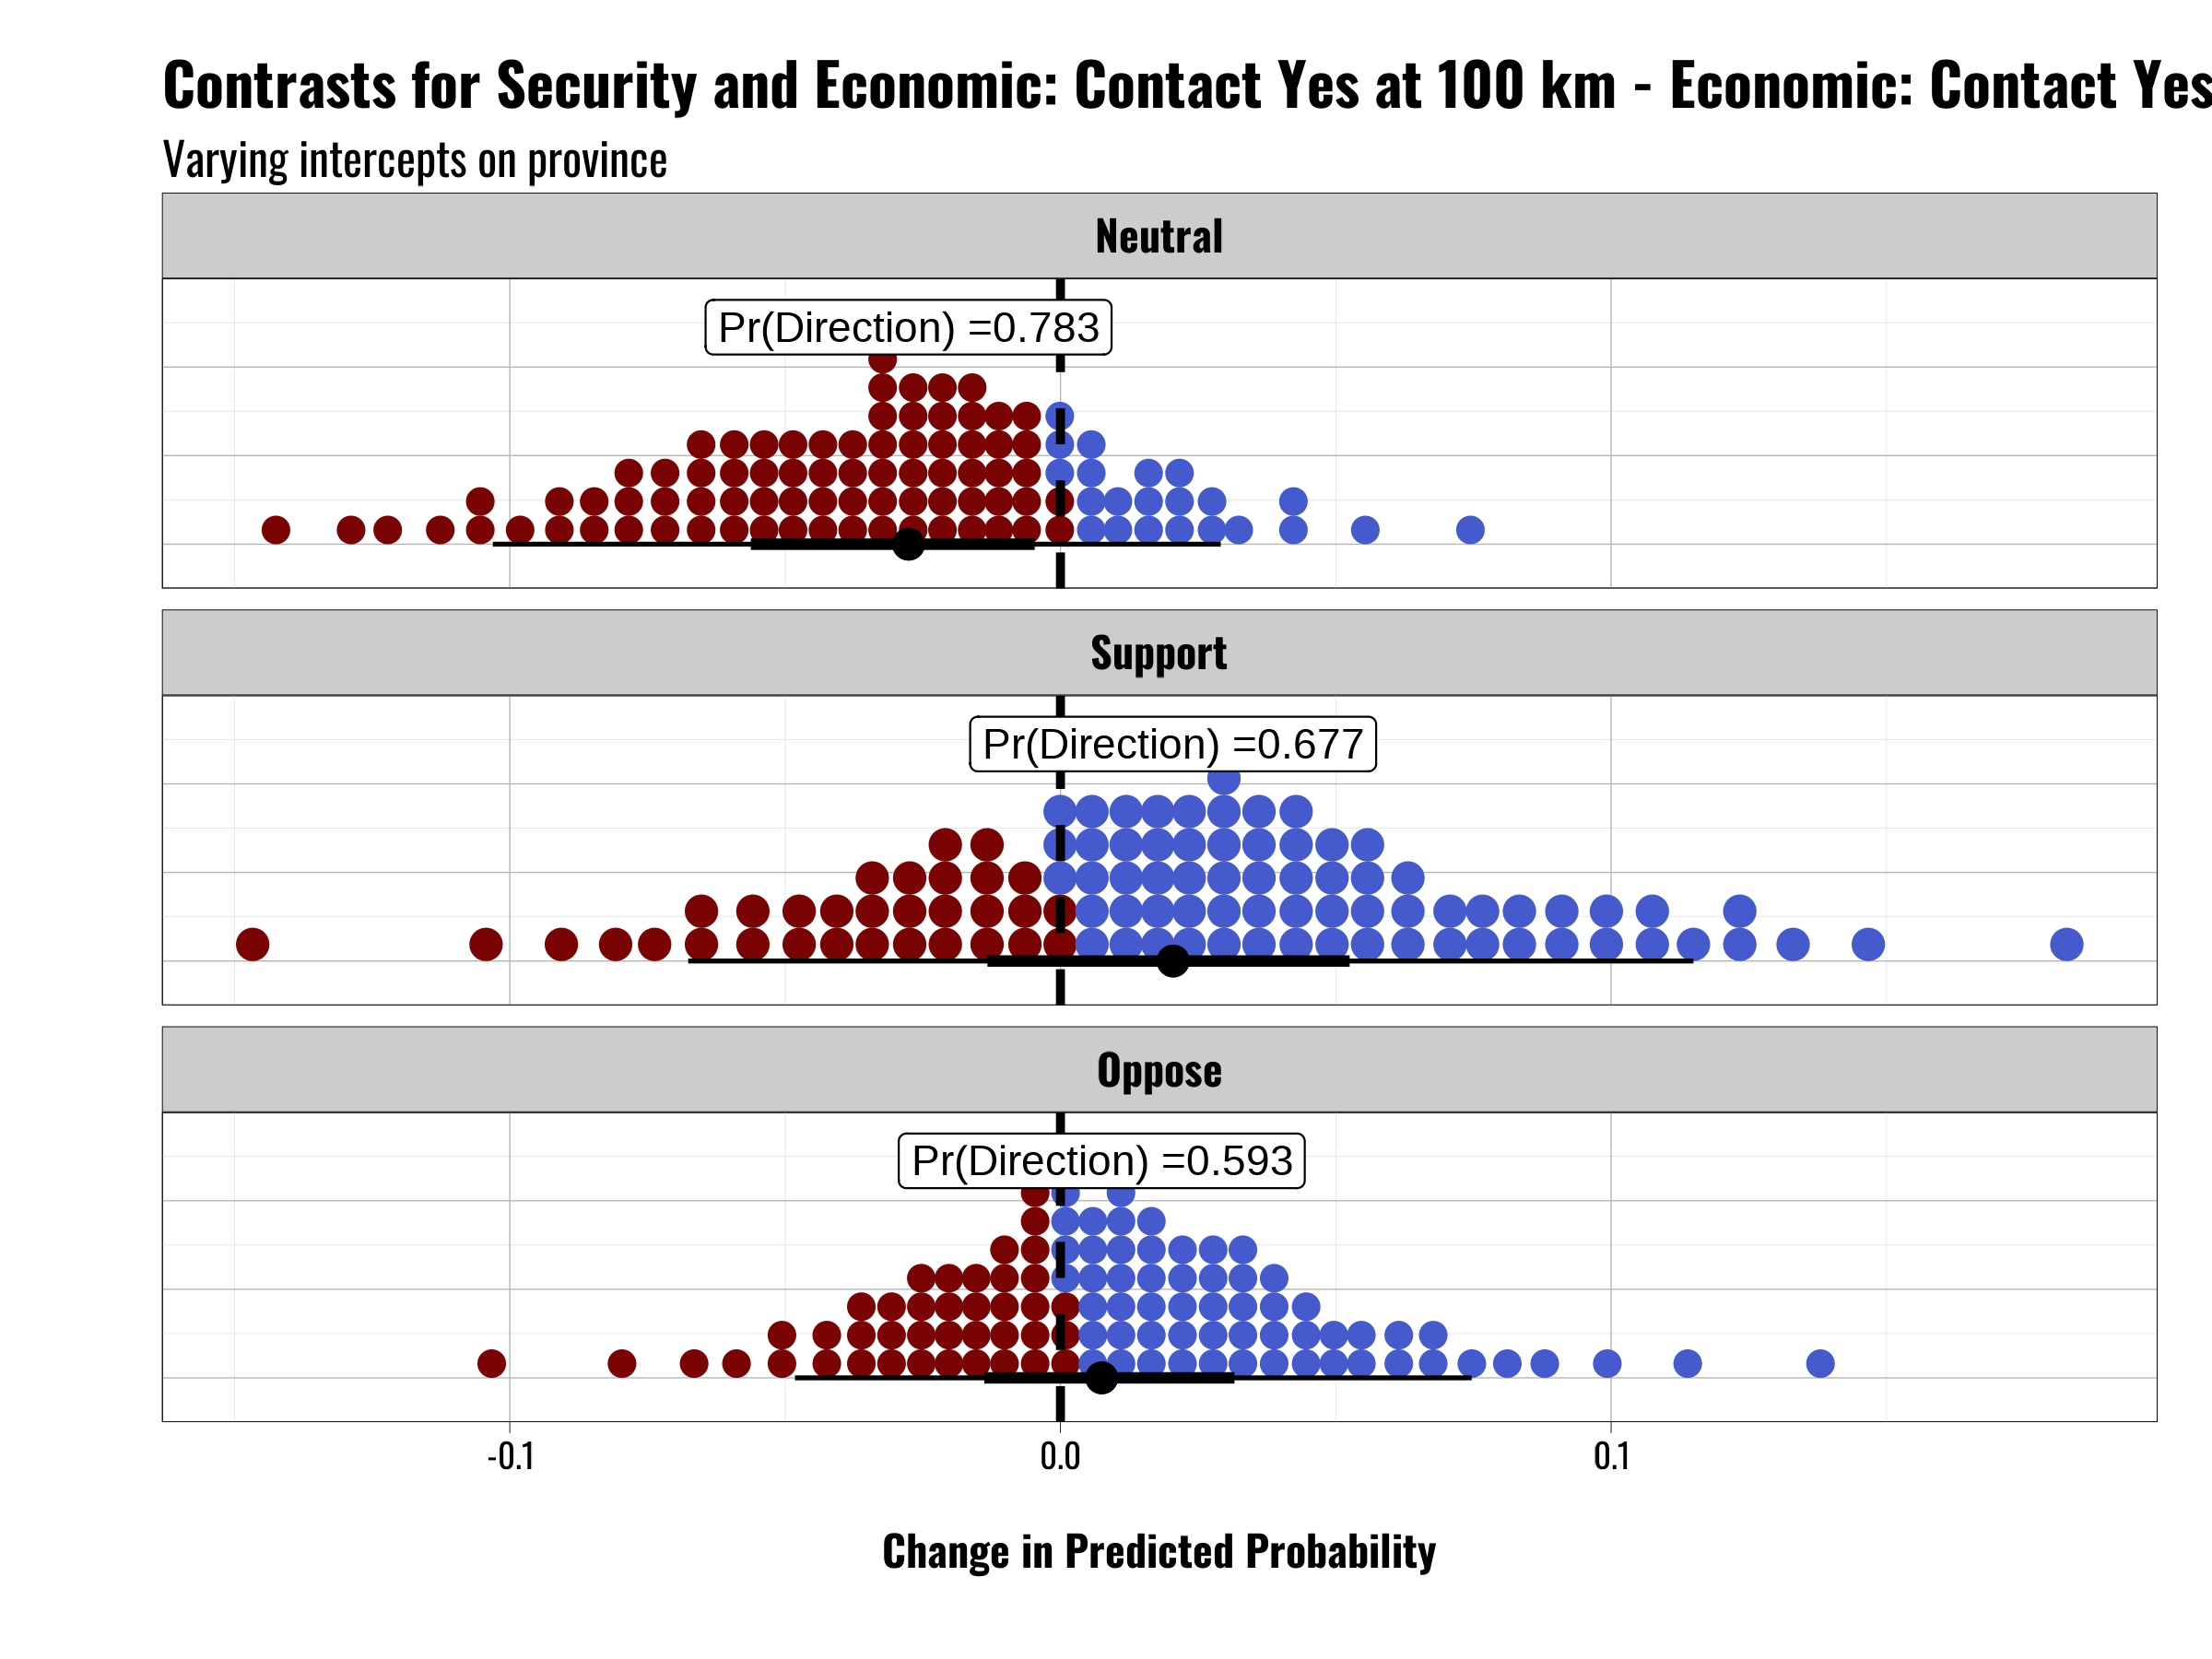 Contrasts for Security and Economic: Contact Yes at 100 km - Economic: Contact Yes
Varying intercepts on province
Neutral
Pr(Direction) =0.783
Support
Pr(Direction) =0.677
Oppose
Pr(Direction) =0.593
-0.1 0.0 0.1
Change in Predicted Probability